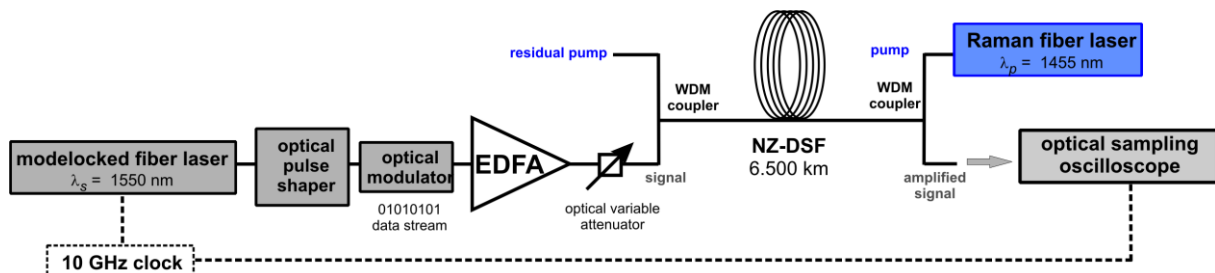 residual pump
pump
Raman fiber laser
λp = 1455 nm
WDM
coupler
WDM
coupler
NZ-DSF
6.500 km
modelocked fiber laser
λs = 1550 nm
optical
pulse
shaper
optical
modulator
01010101
data stream
EDFA
optical variable
attenuator
signal
amplified
signal
optical sampling
oscilloscope
10 GHz clock